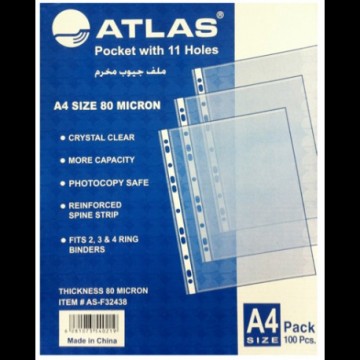 ATLAS
Pocket with 11 Holes
ملف جيوب مخرم
A4 SIZE 80 MICRON
• CRYSTAL CLEAR
• MORE CAPACITY
• PHOTOCOPY SAFE
• REINFORCED
SPINE STRIP
• FITS 2, 3 & 4 RING
BINDERS
THICKNESS 80 MICRON
ITEM # AS-F32438
Made in China
A4
SIZE
Pack
100 Pcs.